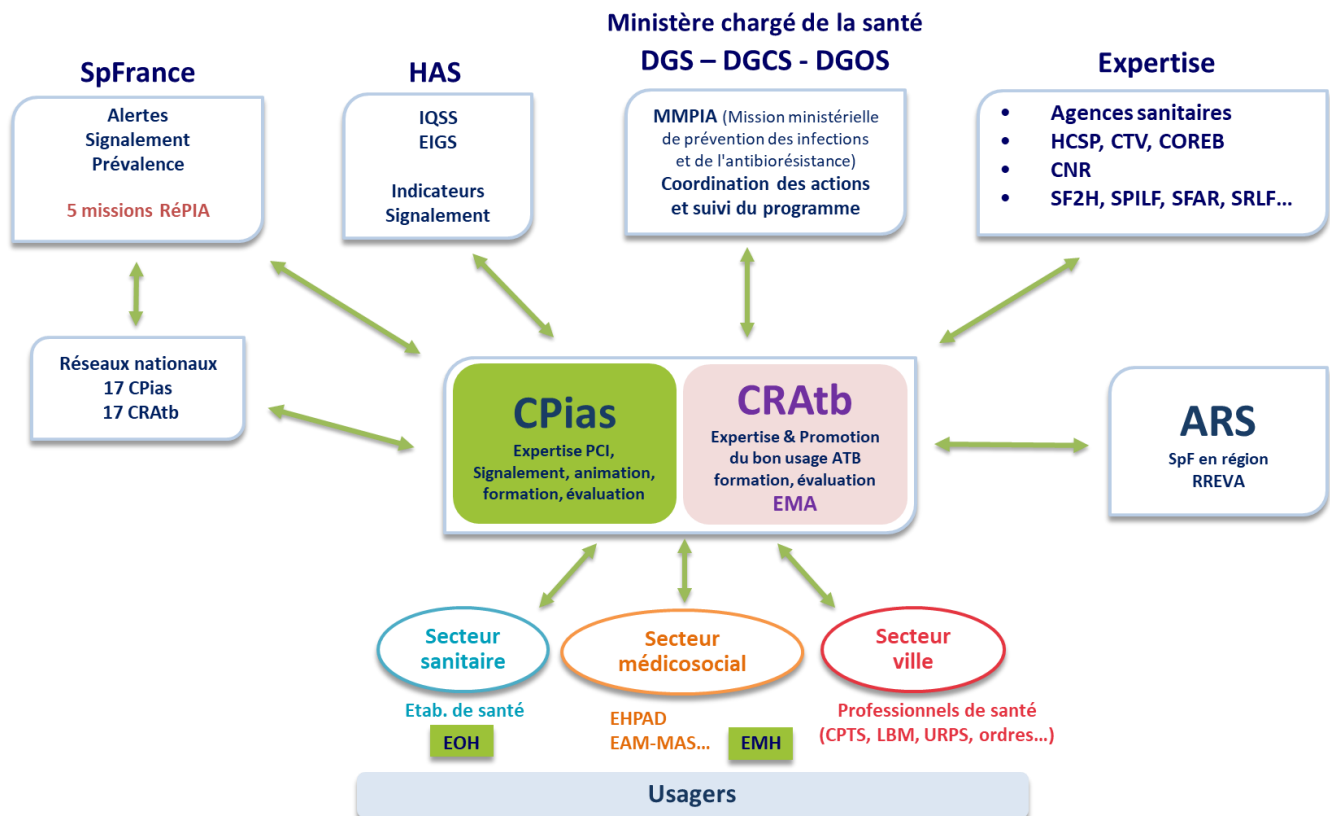 SpFrance
Alertes
Signalement
Prévalence
5 missions RéPIA
HAS
IQSS
EIGS
Indicateurs
Signalement
Ministère chargé de la santé
DGS – DGCS - DGOS
MMPIA (Mission ministérielle
de prévention des infections
et de l'antibiorésistance)
Coordination des actions
et suivi du programme
Expertise
• Agences sanitaires
• HCSP, CTV, COREB
• CNR
• SF2H, SPILF, SFAR, SRLF...
Réseaux nationaux
17 CPias
17 CRAtb
CPias
Expertise PCI,
Signalement, animation,
formation, évaluation
CRAtb
Expertise & Promotion
du bon usage ATB
formation, évaluation
EMA
ARS
SpF en région
RREVA
Secteur
sanitaire
Etab. de santé
EOH
Secteur
médicosocial
EHPAD
EAM-MAS...
EMH
Secteur
ville
Professionnels de santé
(CPTS, LBM, URPS, ordres...)
Usagers